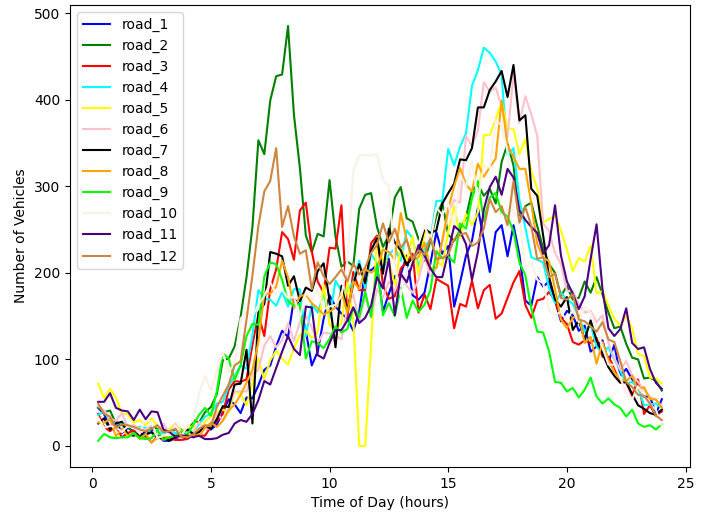 road_1
road_2
road_3
road_4
road_5
road_6
road_7
road_8
road_9
road_10
road_11
road_12
500
400
300
200
100
0
Number of Vehicles
0 5 10 15 20 25
Time of Day (hours)